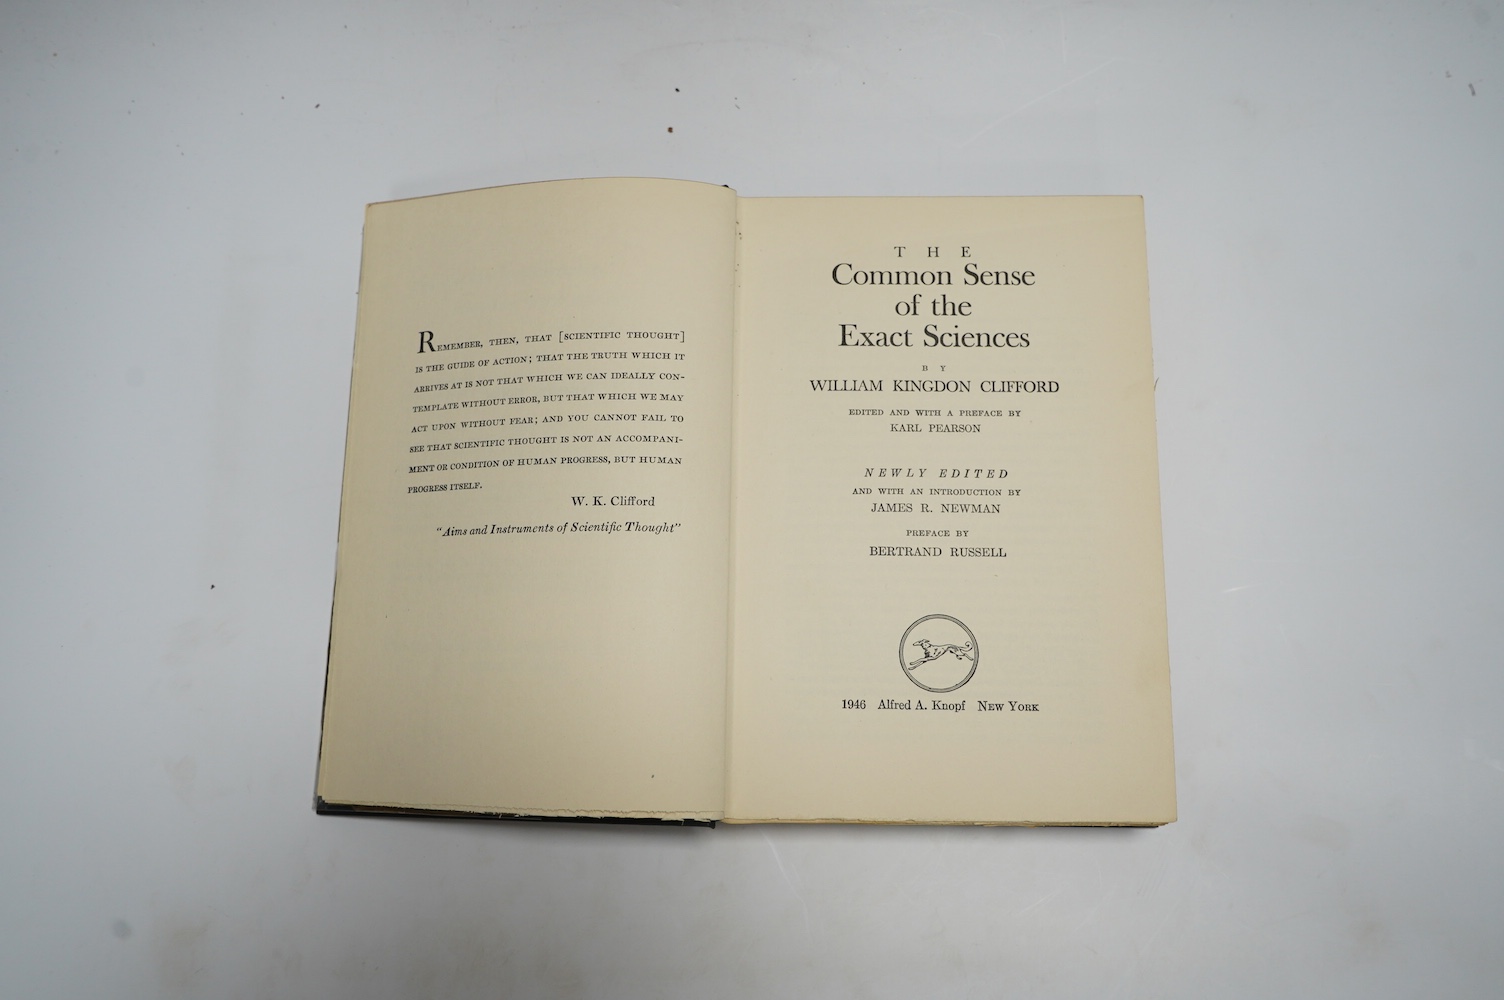 REMEMBER, THEN, THAT [SCIENTIFIC THOUGHT]
IS THE GUIDE OF ACTION; THAT THE TRUTH WHICH IT
ARRIVES AT IS NOT THAT WHICH WE CAN IDEALLY CON-
TEMPLATE WITHOUT ERROR, BUT THAT WHICH WE MAY
ACT UPON WITHOUT FEAR; AND YOU CANNOT FAIL TO
SEE THAT SCIENTIFIC THOUGHT IS NOT AN ACCOMPANI-
MENT OR CONDITION OF HUMAN PROGRESS, BUT HUMAN
PROGRESS ITSELF.
W. K. Clifford
"Aims and Instruments of Scientific Thought"
THE
Common Sense
of the
Exact Sciences
BY
WILLIAM KINGDON CLIFFORD
EDITED AND WITH A PREFACE BY
KARL PEARSON
NEWLY EDITED
AND WITH AN INTRODUCTION BY
JAMES R. NEWMAN
PREFACE BY
BERTRAND RUSSELL
1946 Alfred A. Knopf NEW YORK